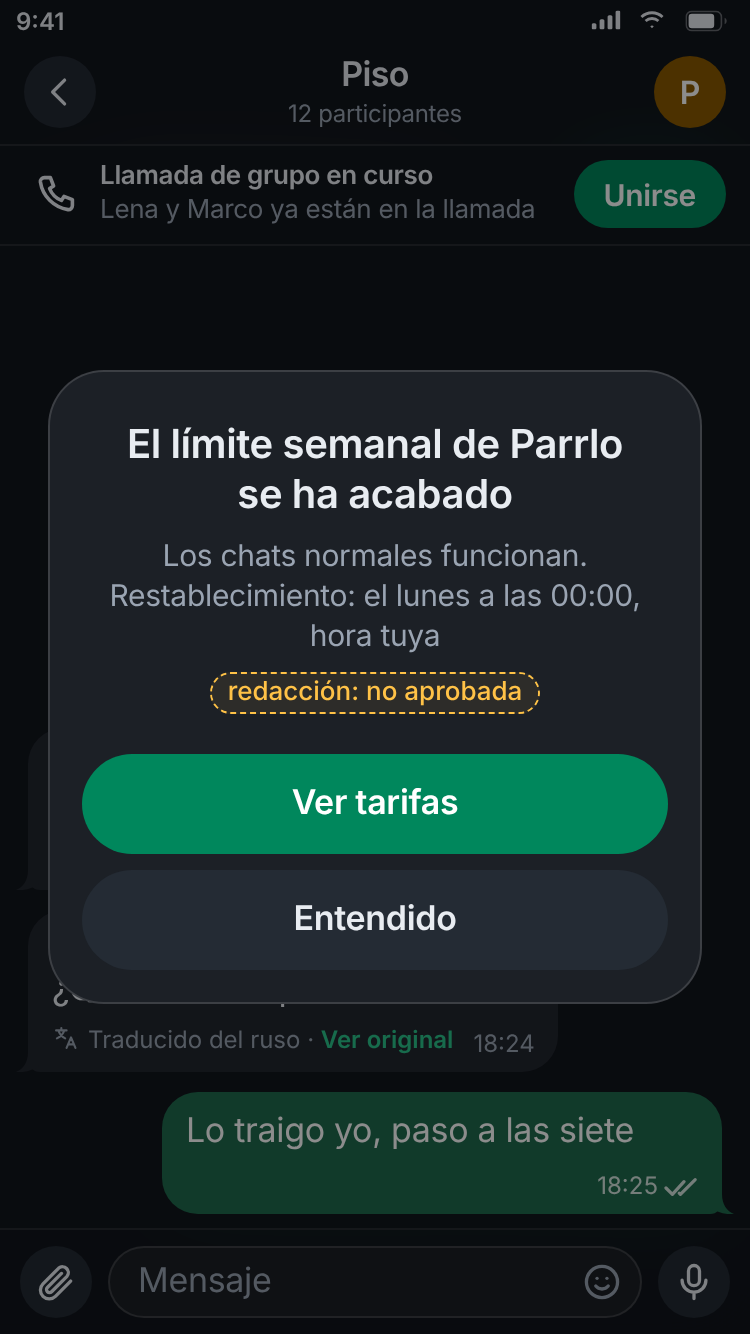 9:41
Piso
12 participantes
P
Llamada de grupo en curso
Lena y Marco ya están en la llamada
Unirse
El límite semanal de Parrlo
se ha acabado
Los chats normales funcionan.
Restablecimiento: el lunes a las 00:00,
hora tuya
redacción: no aprobada
Ver tarifas
Entendido
Traducido del ruso · Ver original 18:24
Lo traigo yo, paso a las siete
18:25
Mensaje